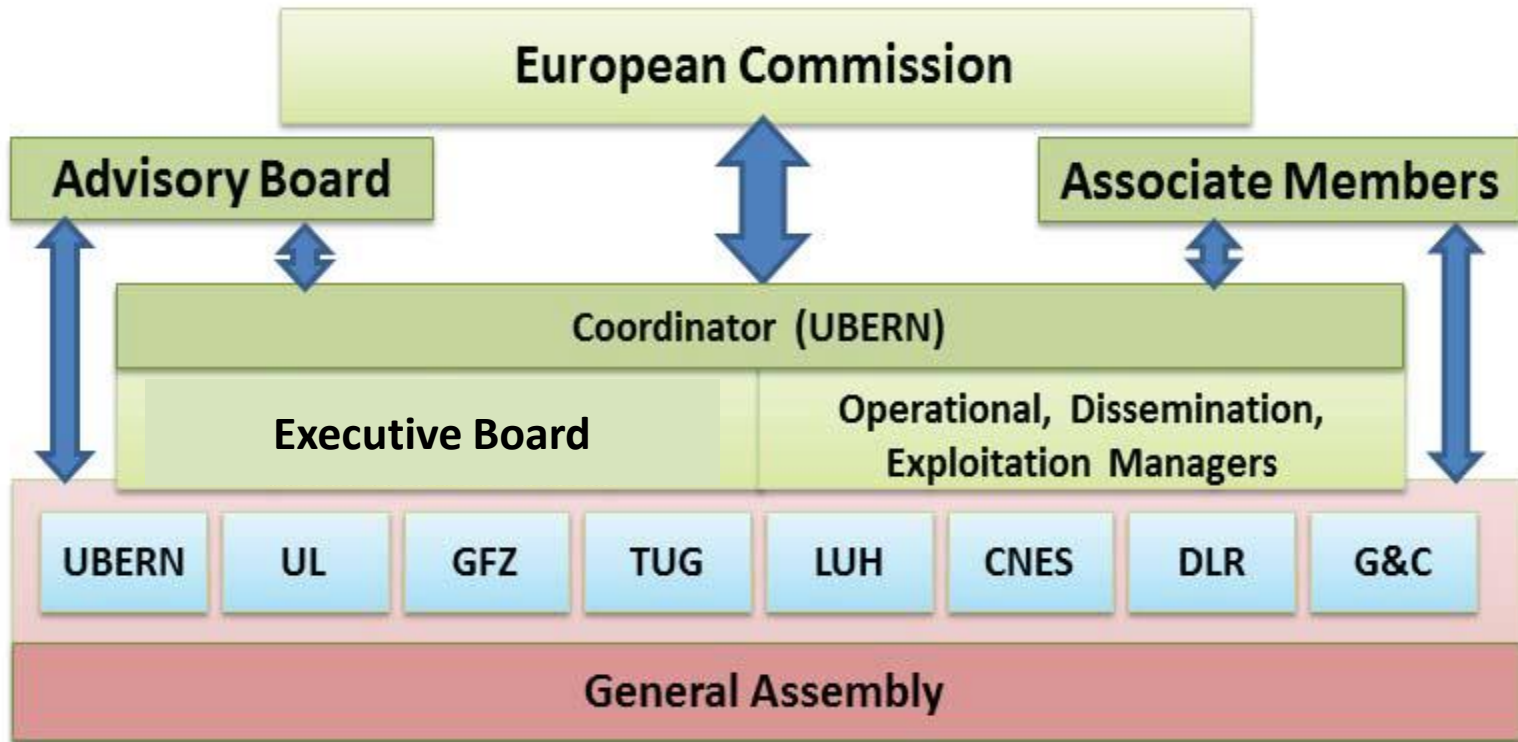 European Commission
Advisory Board
Associate Members
Coordinator (UBERN)
Executive Board
Operational, Dissemination,
Exploitation Managers
UBERN
UL
GFZ
TUG
LUH
CNES
DLR
G&C
General Assembly